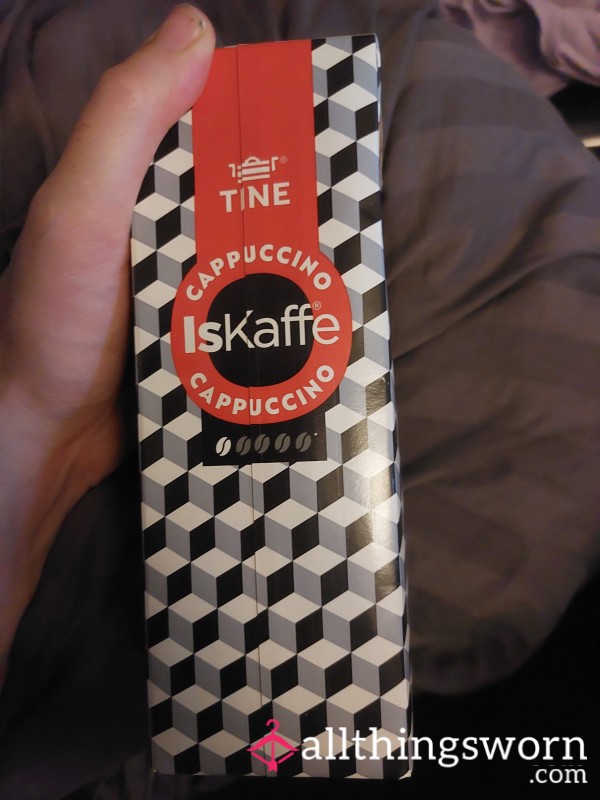 TINE®
CAPPUCCINO
IsKaffe®
CAPPUCCINO
allthingsworn
.com